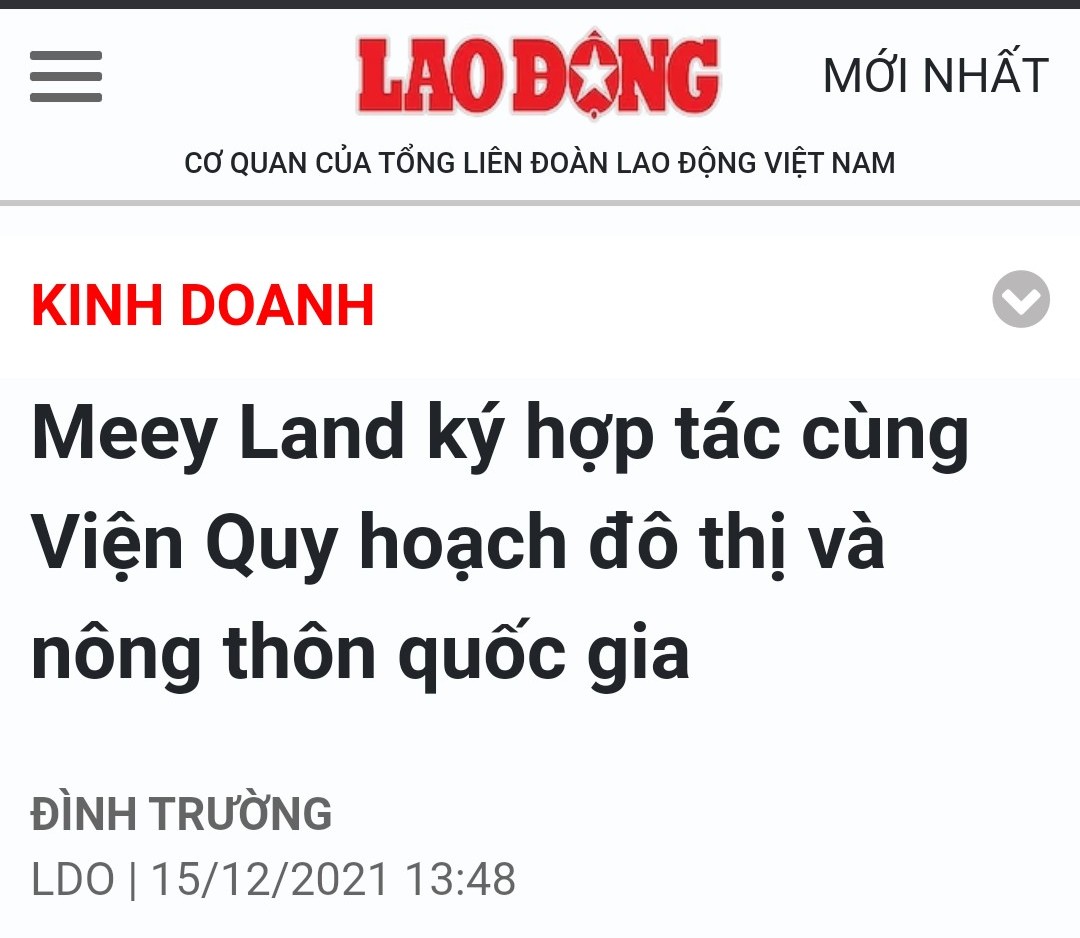 LAO ĐỘNG
MỚI NHẤT
CƠ QUAN CỦA TỔNG LIÊN ĐOÀN LAO ĐỘNG VIỆT NAM
KINH DOANH
Meey Land ký hợp tác cùng
Viện Quy hoạch đô thị và
nông thôn quốc gia
ĐÌNH TRƯỜNG
LDO | 15/12/2021 13:48